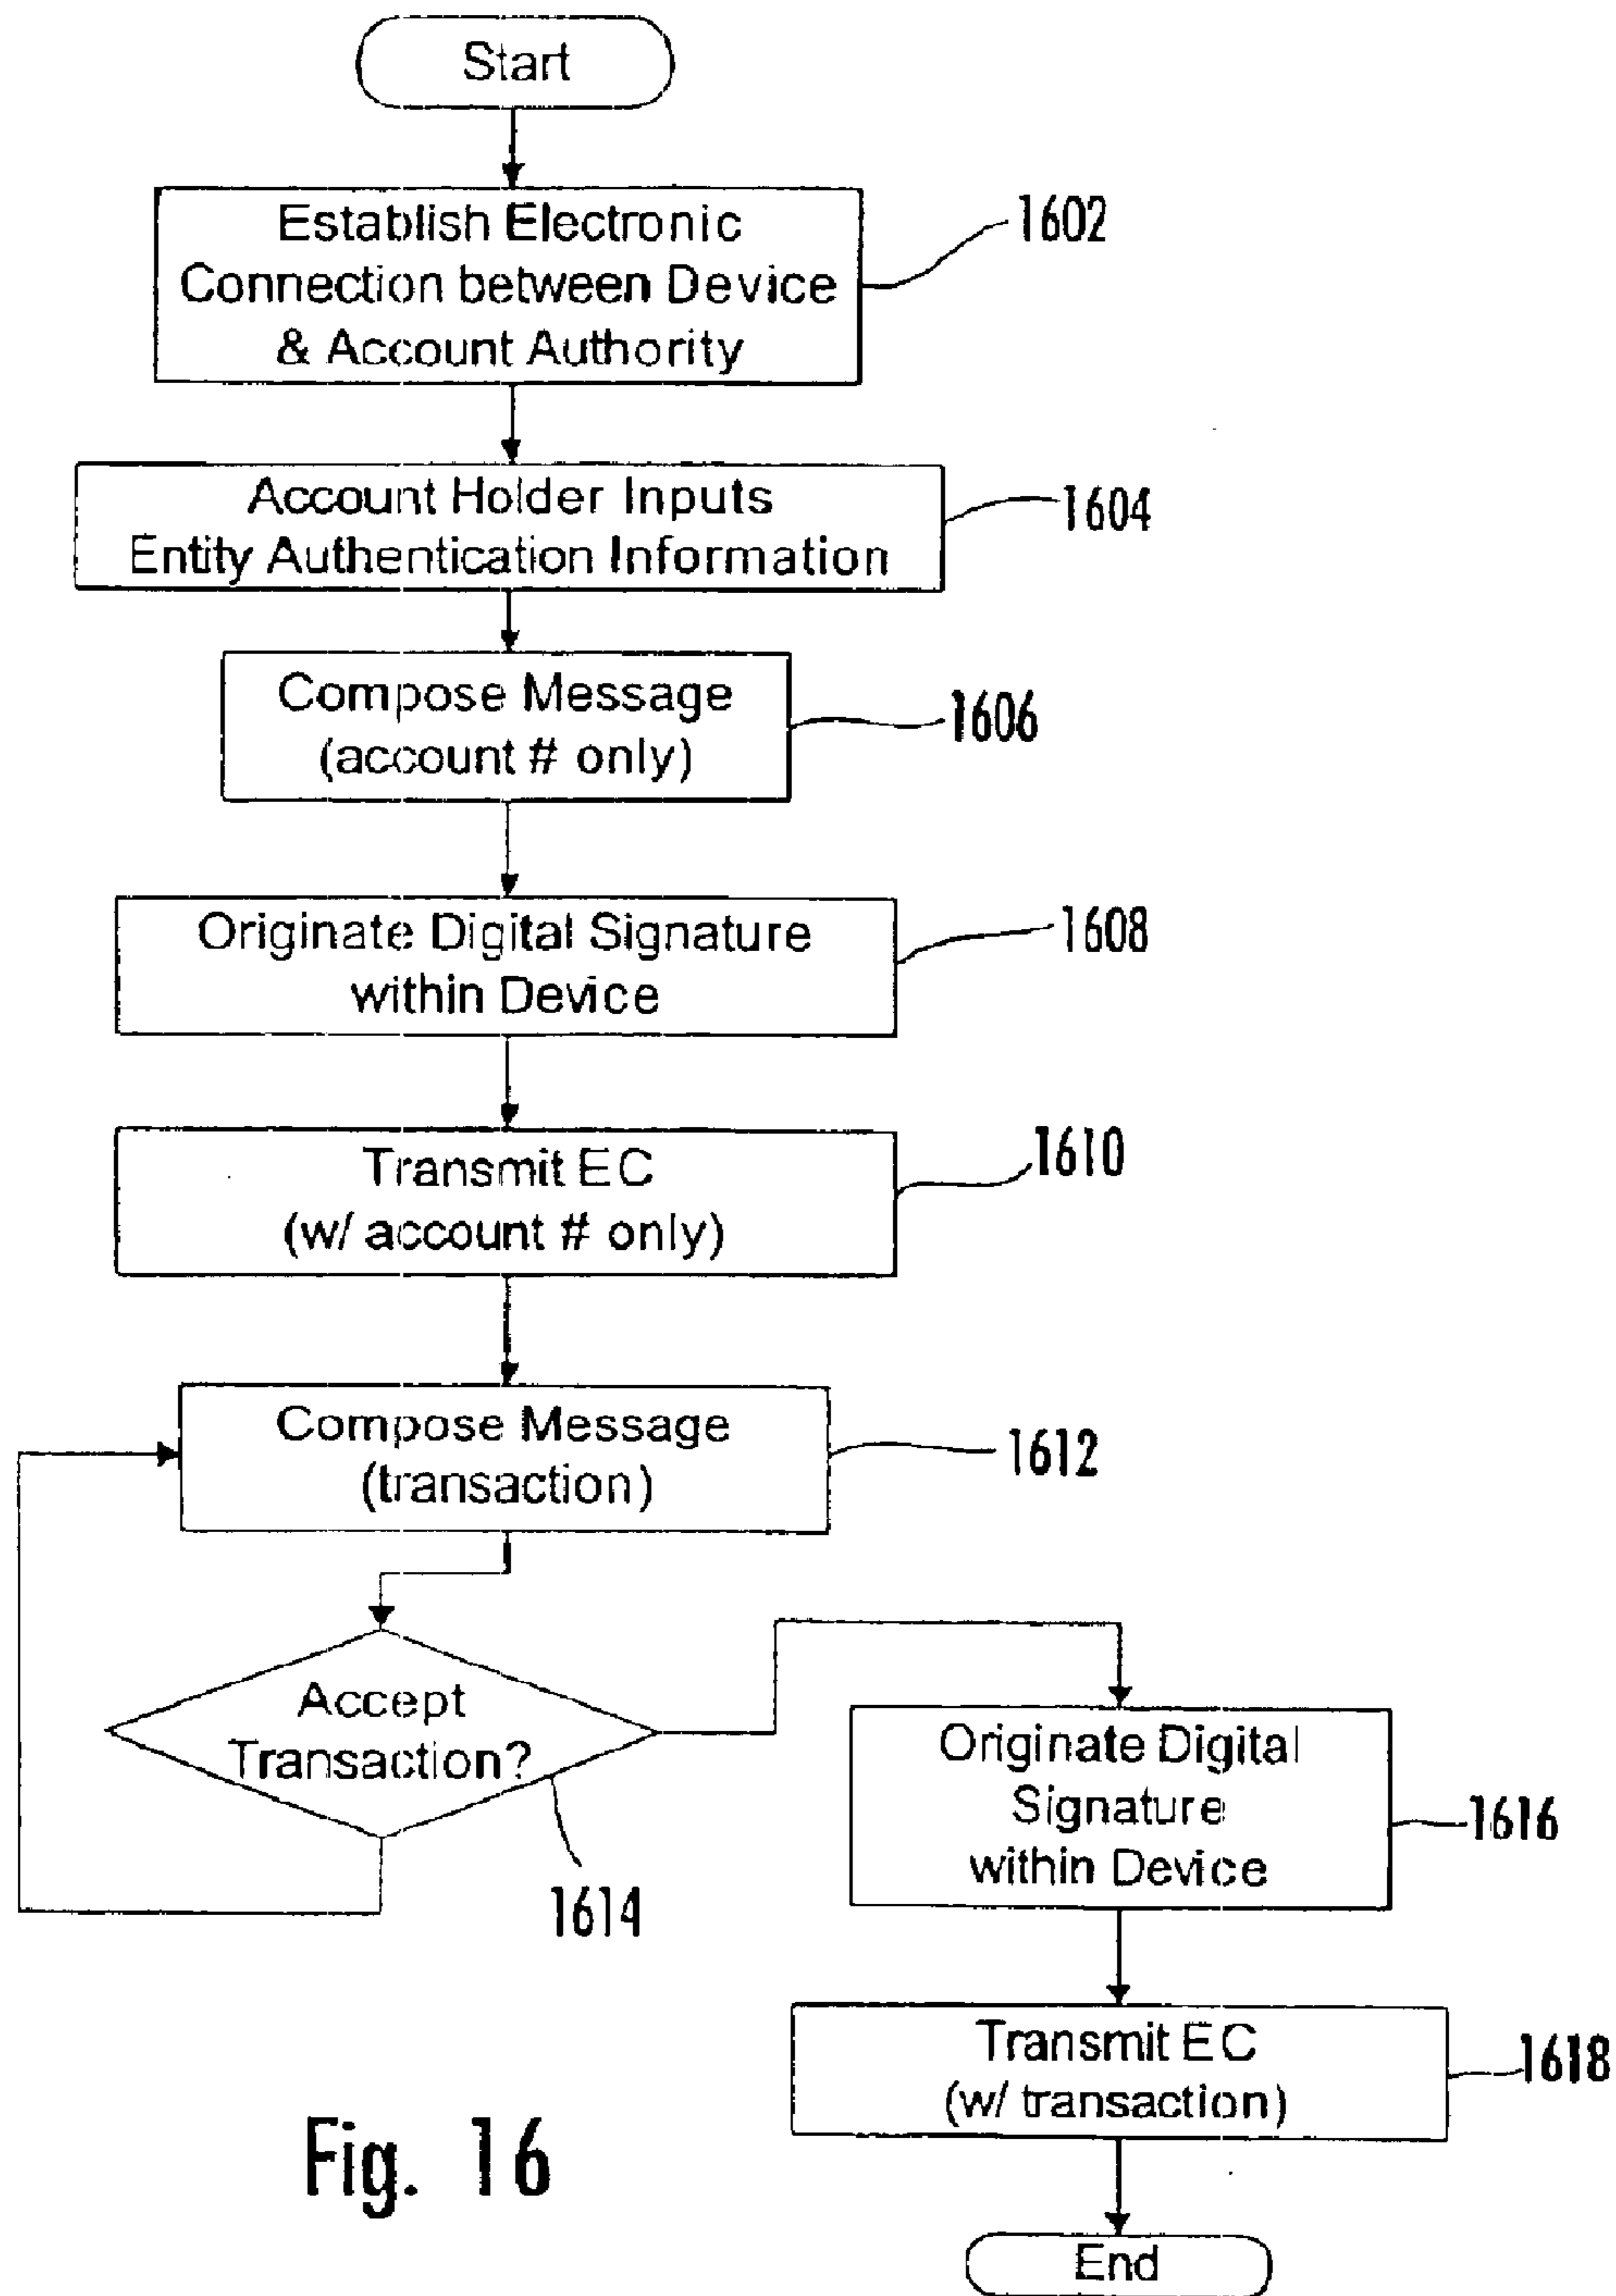 Start
Establish Electronic
Connection between Device
& Account Authority
1602
Account Holder Inputs
Entity Authentication Information
1604
Compose Message
(account # only)
1606
Originate Digital Signature
within Device
1608
Transmit EC
(w/ account # only)
1610
Compose Message
(transaction)
1612
Accept
Transaction?
1614
Originate Digital
Signature
within Device
1616
Transmit EC
(w/ transaction)
1618
End
Fig. 16